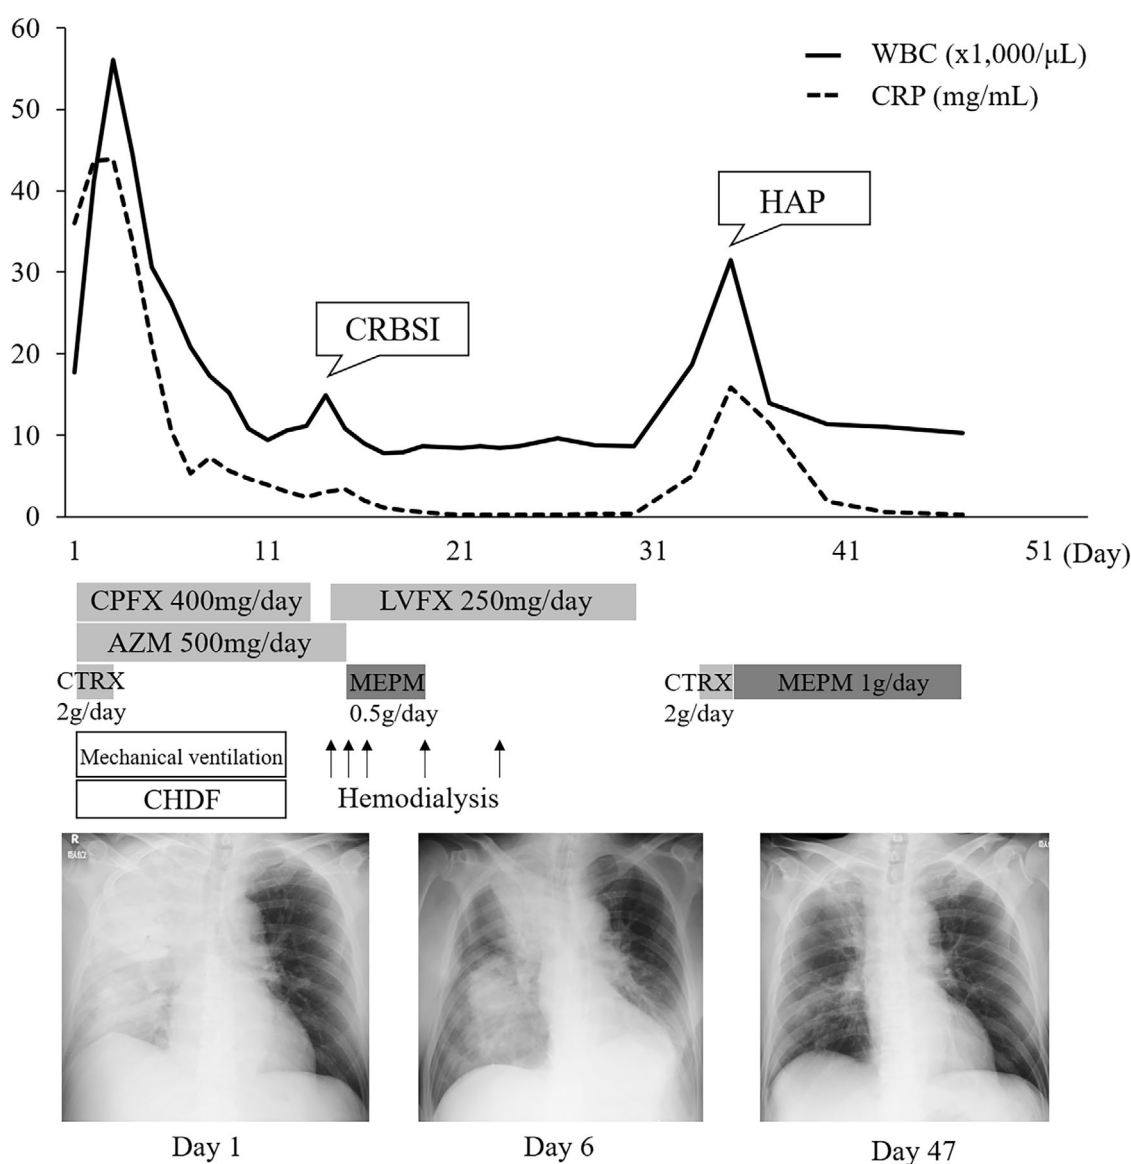 60
50
40
30
20
10
0
WBC (x1,000/μL)
CRP (mg/mL)
HAP
CRBSI
1 11 21 31 41 51 (Day)
CPFX 400mg/day LVFX 250mg/day
AZM 500mg/day
CTRX MEPM CTRX MEPM 1g/day
2g/day 0.5g/day 2g/day
Mechanical ventilation
CHDF Hemodialysis
R
臥位
Day 1 Day 6 Day 47